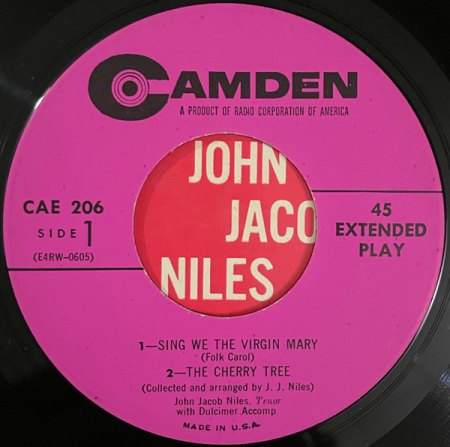 CAMDEN
A PRODUCT OF RADIO CORPORATION OF AMERICA
JOHN
JACO
NILES
CAE 206
SIDE 1
(E4RW-0605)
45
EXTENDED
PLAY
1—SING WE THE VIRGIN MARY
(Folk Carol)
2—THE CHERRY TREE
(Collected and arranged by J. J. Niles)
John Jacob Niles, Tenor
with Dulcimer Accomp.
MADE IN U.S.A.